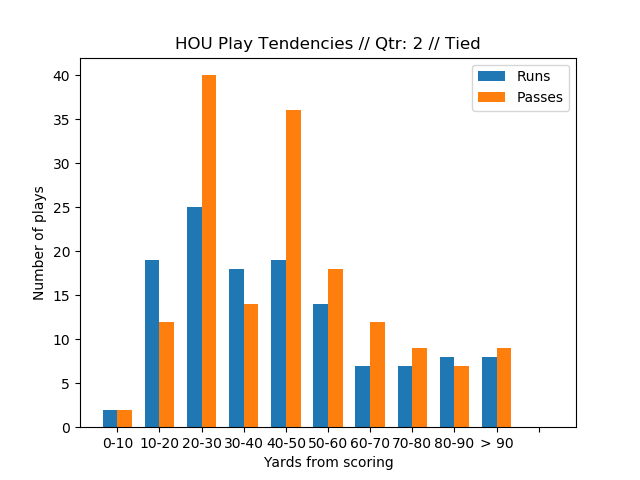 HOU Play Tendencies // Qtr: 2 // Tied
Runs
Passes
40
35
30
25
20
15
10
5
0
Number of plays
0-10 10-20 20-30 30-40 40-50 50-60 60-70 70-80 80-90 > 90
Yards from scoring